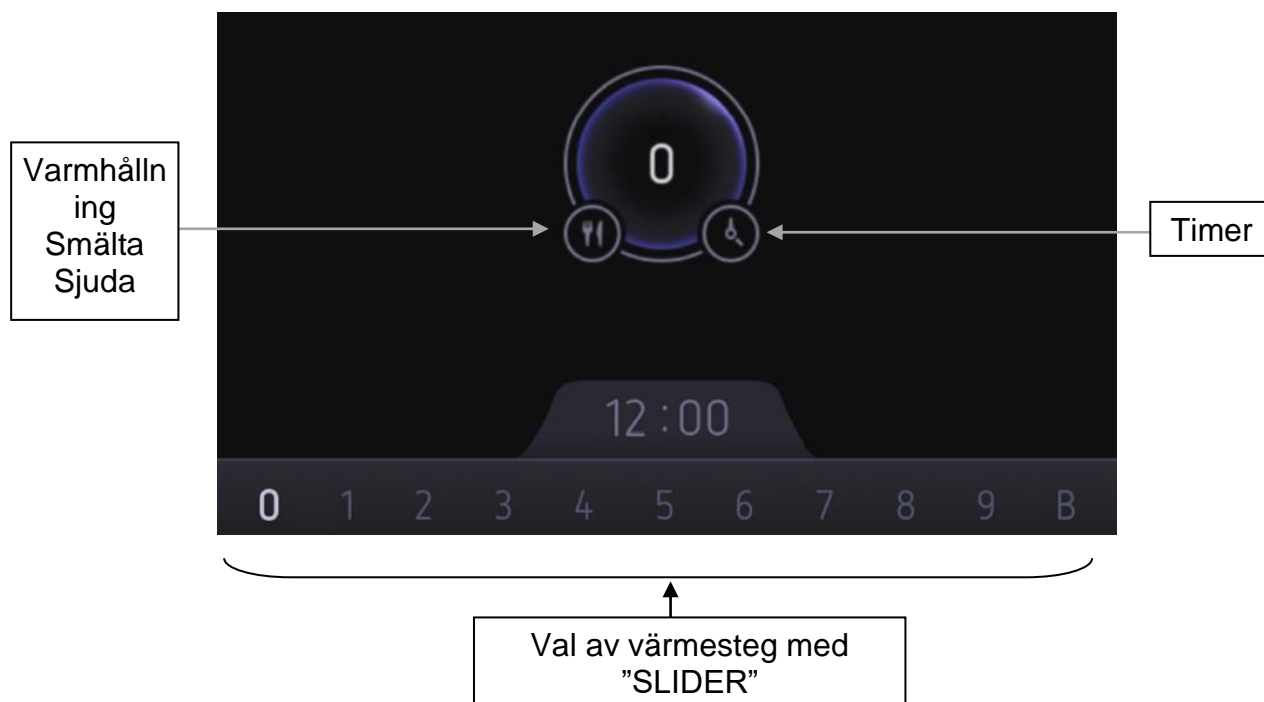 0
Varmhålln
ing
Smälta
Sjuda
Timer
12:00
0 1 2 3 4 5 6 7 8 9 B
Val av värmesteg med
”SLIDER”